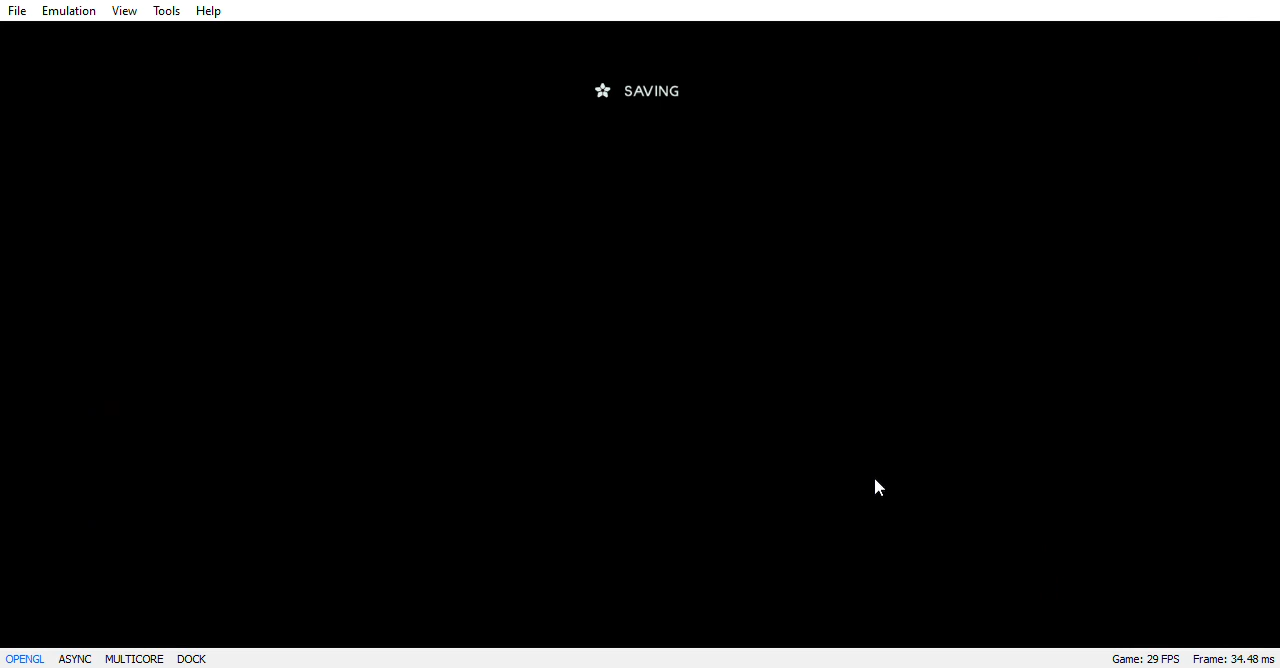 File Emulation View Tools Help
SAVING
OPENGL ASYNC MULTICORE DOCK Game: 29 FPS Frame: 34.48 ms